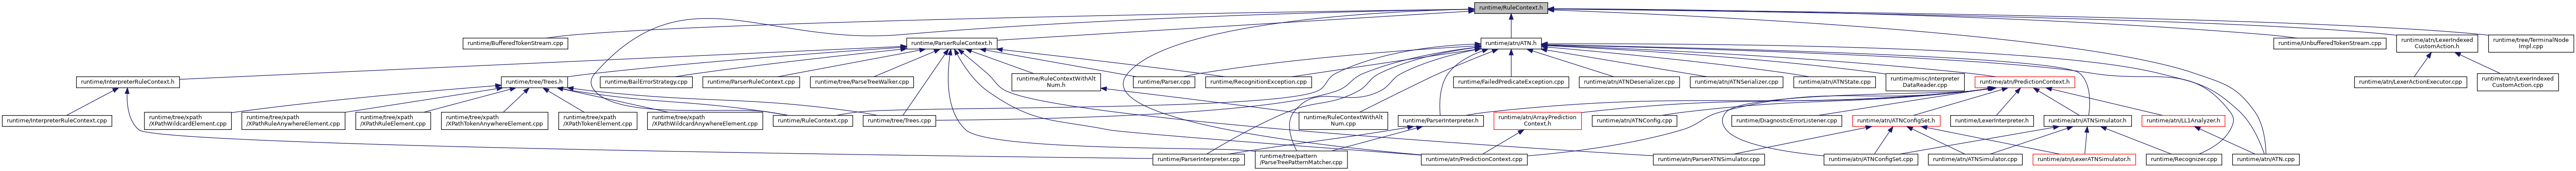 runtime/RuleContext.h
runtime/BufferedTokenStream.cpp
runtime/ParserRuleContext.h
runtime/atn/ATN.h
runtime/UnbufferedTokenStream.cpp
runtime/atn/LexerIndexed
CustomAction.h
runtime/tree/TerminalNode
Impl.cpp
runtime/InterpreterRuleContext.h
runtime/tree/Trees.h
runtime/BailErrorStrategy.cpp
runtime/ParserRuleContext.cpp
runtime/tree/ParseTreeWalker.cpp
runtime/RuleContextWithAlt
Num.h
runtime/Parser.cpp
runtime/RecognitionException.cpp
runtime/FailedPredicateException.cpp
runtime/atn/ATNDeserializer.cpp
runtime/atn/ATNSerializer.cpp
runtime/atn/ATNState.cpp
runtime/misc/Interpreter
DataReader.cpp
runtime/atn/PredictionContext.h
runtime/atn/LexerActionExecutor.cpp
runtime/atn/LexerIndexed
CustomAction.cpp
runtime/InterpreterRuleContext.cpp
runtime/tree/xpath
/XPathWildcardElement.cpp
runtime/tree/xpath
/XPathRuleAnywhereElement.cpp
runtime/tree/xpath
/XPathRuleElement.cpp
runtime/tree/xpath
/XPathTokenAnywhereElement.cpp
runtime/tree/xpath
/XPathTokenElement.cpp
runtime/tree/xpath
/XPathWildcardAnywhereElement.cpp
runtime/RuleContext.cpp
runtime/tree/Trees.cpp
runtime/RuleContextWithAlt
Num.cpp
runtime/ParserInterpreter.h
runtime/atn/ArrayPrediction
Context.h
runtime/atn/ATNConfig.cpp
runtime/DiagnosticErrorListener.cpp
runtime/atn/ATNConfigSet.h
runtime/LexerInterpreter.h
runtime/atn/ATNSimulator.h
runtime/atn/LL1Analyzer.h
runtime/ParserInterpreter.cpp
runtime/tree/pattern
/ParseTreePatternMatcher.cpp
runtime/atn/PredictionContext.cpp
runtime/atn/ParserATNSimulator.cpp
runtime/atn/ATNConfigSet.cpp
runtime/atn/ATNSimulator.cpp
runtime/atn/LexerATNSimulator.h
runtime/Recognizer.cpp
runtime/atn/ATN.cpp